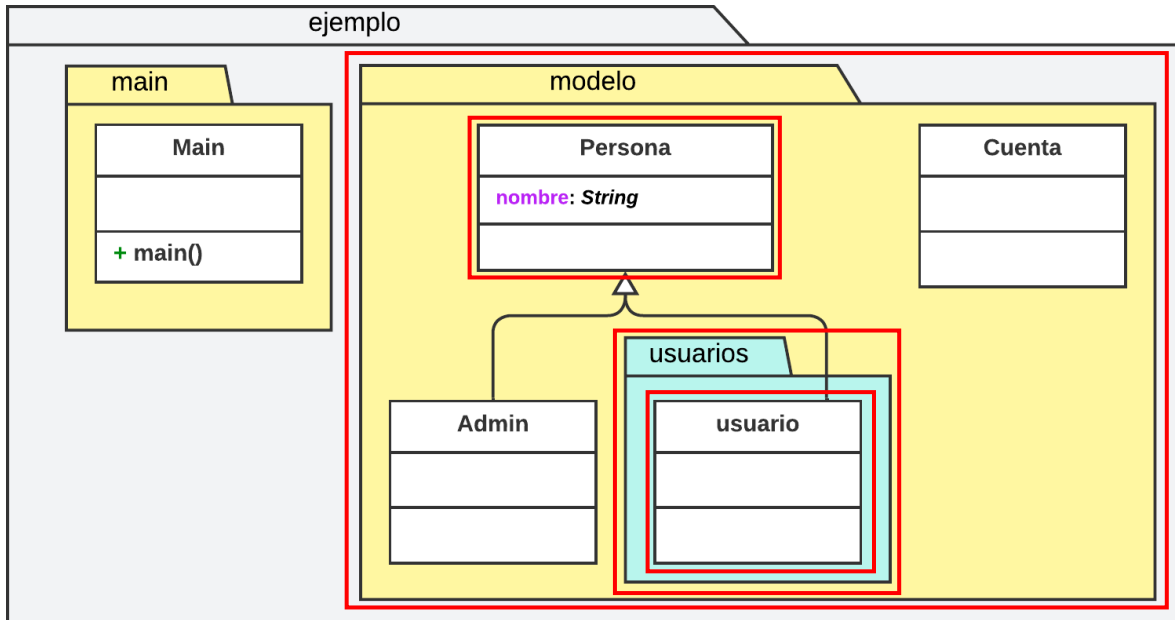 ejemplo
main
Main
+ main()
modelo
Persona
nombre: String
Cuenta
Admin
usuarios
usuario